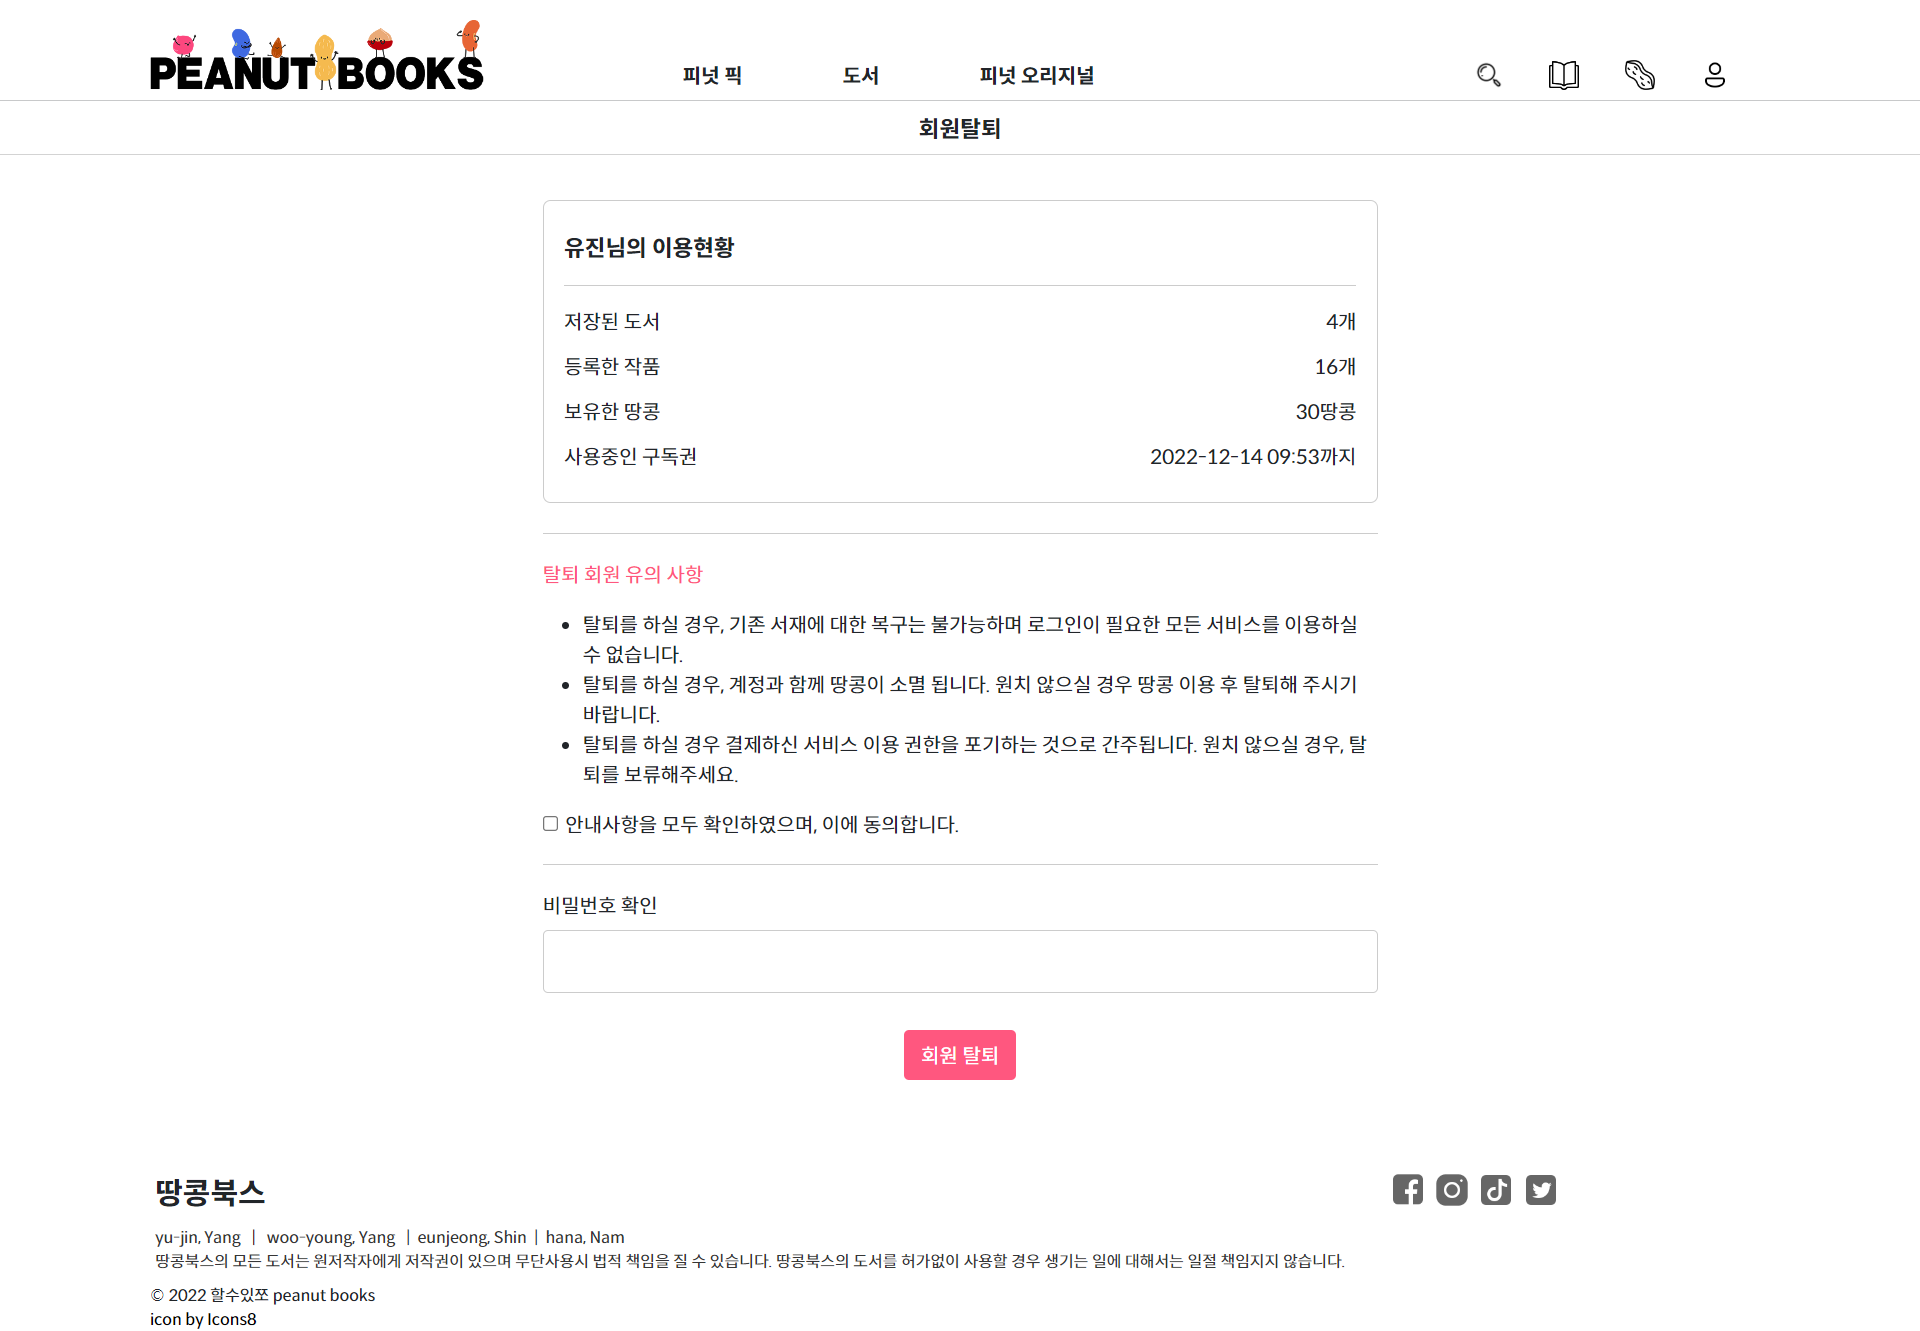 PEANUT BOOKS
피넛 픽
도서
피넛 오리지널
회원탈퇴
유진님의 이용현황
저장된 도서 4개
등록한 작품 16개
보유한 땅콩 30땅콩
사용중인 구독권 2022-12-14 09:53까지
탈퇴 회원 유의 사항
탈퇴를 하실 경우, 기존 서재에 대한 복구는 불가능하며 로그인이 필요한 모든 서비스를 이용하실
수 없습니다.
탈퇴를 하실 경우, 계정과 함께 땅콩이 소멸 됩니다. 원치 않으실 경우 땅콩 이용 후 탈퇴해 주시기
바랍니다.
탈퇴를 하실 경우 결제하신 서비스 이용 권한을 포기하는 것으로 간주됩니다. 원치 않으실 경우, 탈
퇴를 보류해주세요.
안내사항을 모두 확인하였으며, 이에 동의합니다.
비밀번호 확인
회원 탈퇴
땅콩북스
yu-jin, Yang | woo-young, Yang | eunjeong, Shin | hana, Nam
땅콩북스의 모든 도서는 원저작자에게 저작권이 있으며 무단사용시 법적 책임을 질 수 있습니다. 땅콩북스의 도서를 허가없이 사용할 경우 생기는 일에 대해서는 일절 책임지지 않습니다.
© 2022 할수있쪼 peanut books
icon by Icons8